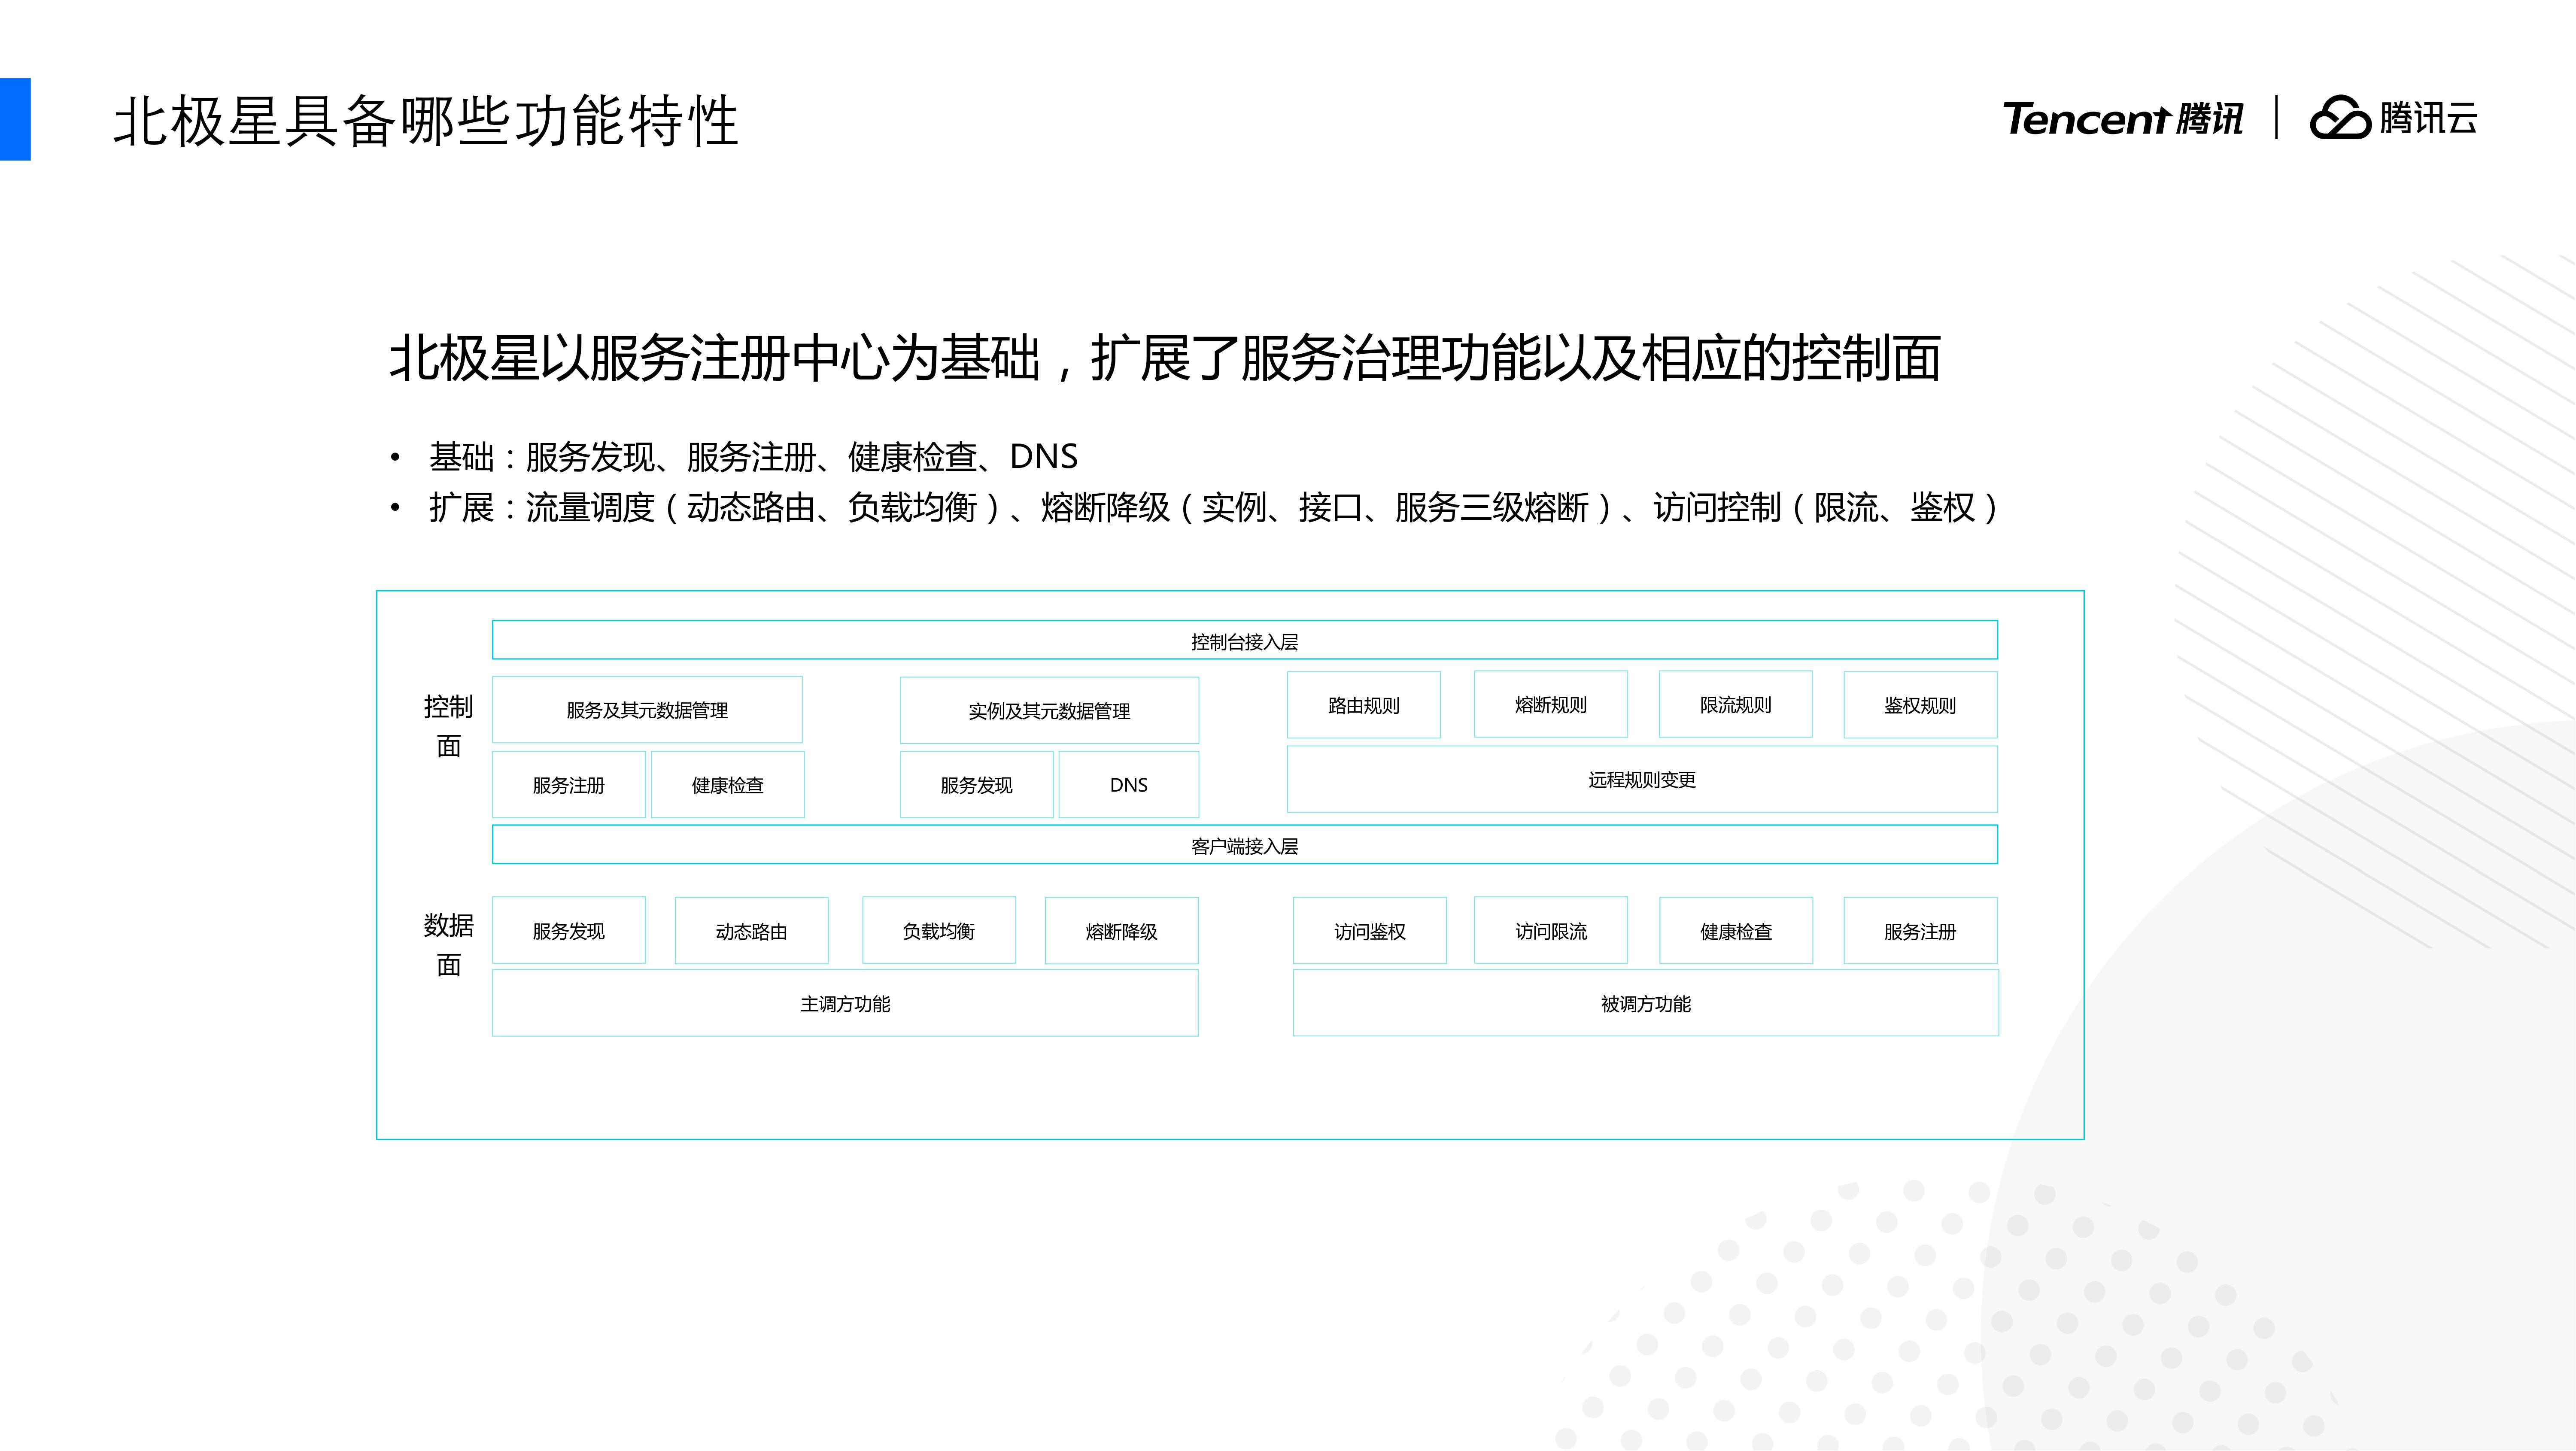 北极星具备哪些功能特性
Tencent腾讯
腾讯云
北极星以服务注册中心为基础，扩展了服务治理功能以及相应的控制面
• 基础：服务发现、服务注册、健康检查、DNS
• 扩展：流量调度（动态路由、负载均衡）、熔断降级（实例、接口、服务三级熔断）、访问控制（限流、鉴权）
控制台接入层
控制
面
服务及其元数据管理
实例及其元数据管理
路由规则
熔断规则
限流规则
鉴权规则
服务注册
健康检查
服务发现
DNS
远程规则变更
客户端接入层
数据
面
服务发现
动态路由
负载均衡
熔断降级
访问鉴权
访问限流
健康检查
服务注册
主调方功能
被调方功能